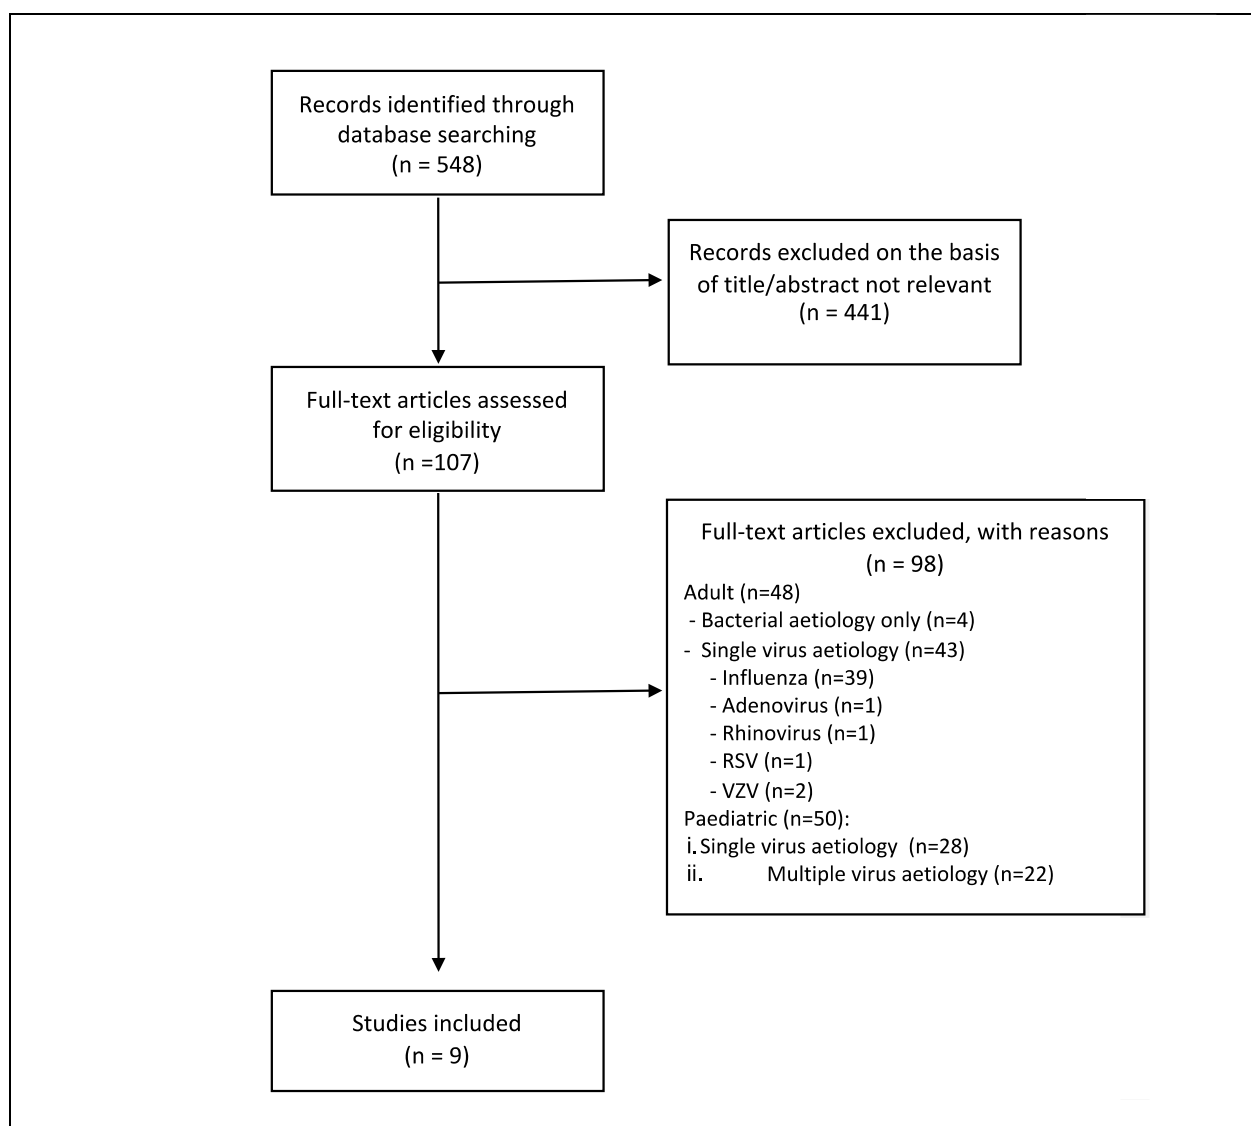 Records identified through
database searching
(n = 548)
Records excluded on the basis
of title/abstract not relevant
(n = 441)
Full-text articles assessed
for eligibility
(n =107)
Full-text articles excluded, with reasons
(n = 98)
Adult (n=48)
- Bacterial aetiology only (n=4)
- Single virus aetiology (n=43)
- Influenza (n=39)
- Adenovirus (n=1)
- Rhinovirus (n=1)
- RSV (n=1)
- VZV (n=2)
Paediatric (n=50):
i. Single virus aetiology (n=28)
ii. Multiple virus aetiology (n=22)
Studies included
(n = 9)